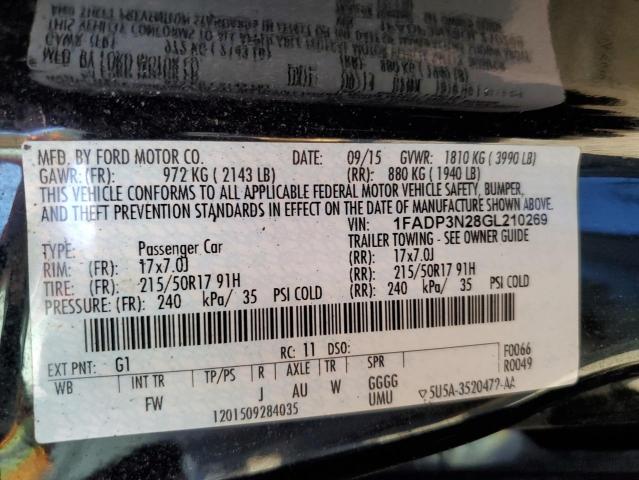 MFD. BY FORD MOTOR CO. DATE: 09/15 GVWR: 1810 KG ( 3990 LB)
GAWR: (FR): 972 KG ( 2143 LB) (RR): 880 KG ( 1940 LB)
THIS VEHICLE CONFORMS TO ALL APPLICABLE FEDERAL MOTOR VEHICLE SAFETY, BUMPER,
AND THEFT PREVENTION STANDARDS IN EFFECT ON THE DATE OF MANUFACTURE SHOWN ABOVE.
VIN: 1FADP3N28GL210269
TYPE: Passenger Car TRAILER TOWING - SEE OWNER GUIDE
RIM: (FR): 17x7.0J (RR): 17x7.0J
TIRE: (FR): 215/50R17 91H (RR): 215/50R17 91H
PRESSURE: (FR): 240 kPa/ 35 PSI COLD (RR): 240 kPa/ 35 PSI COLD
EXT PNT: G1 RC: 11 DSO: F0066
R0049
WB INT TR TP/PS R AXLE TR SPR
FW J AU W GGGG
UMU
1201509284035 ▽5U5A-3520472-AA